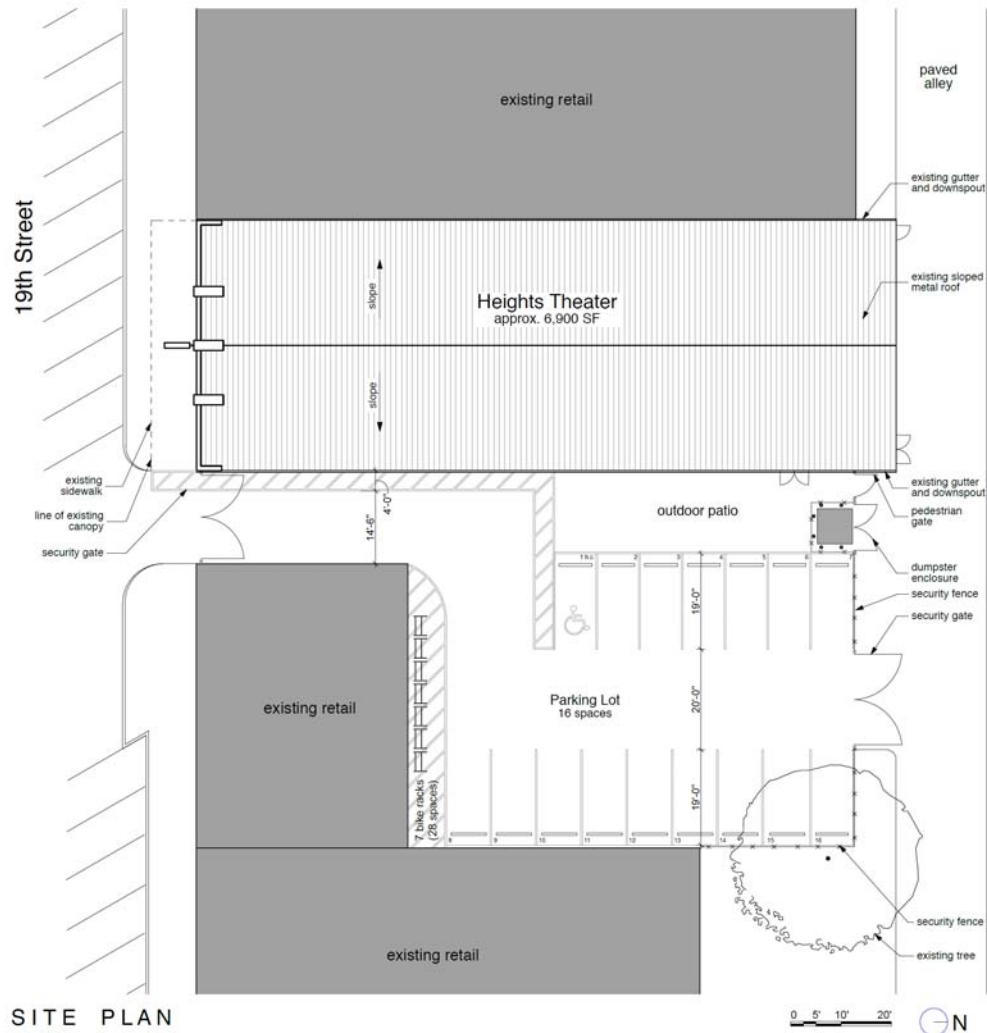 existing retail
paved
alley
19th Street
existing gutter
and downspout
slope
Heights Theater
approx. 6,900 SF
existing sloped
metal roof
slope
existing
sidewalk
line of existing
canopy
security gate
4'-0"
14'-6"
outdoor patio
existing gutter
and downspout
pedestrian
gate
dumpster
enclosure
1 h.c.
2
3
4
5
6
7
19'-0"
security fence
security gate
existing retail
Parking Lot
16 spaces
20'-0"
7 bike racks
(28 spaces)
19'-0"
8
9
10
11
12
13
14
15
16
existing retail
security fence
existing tree
SITE PLAN
0 5' 10' 20'
N